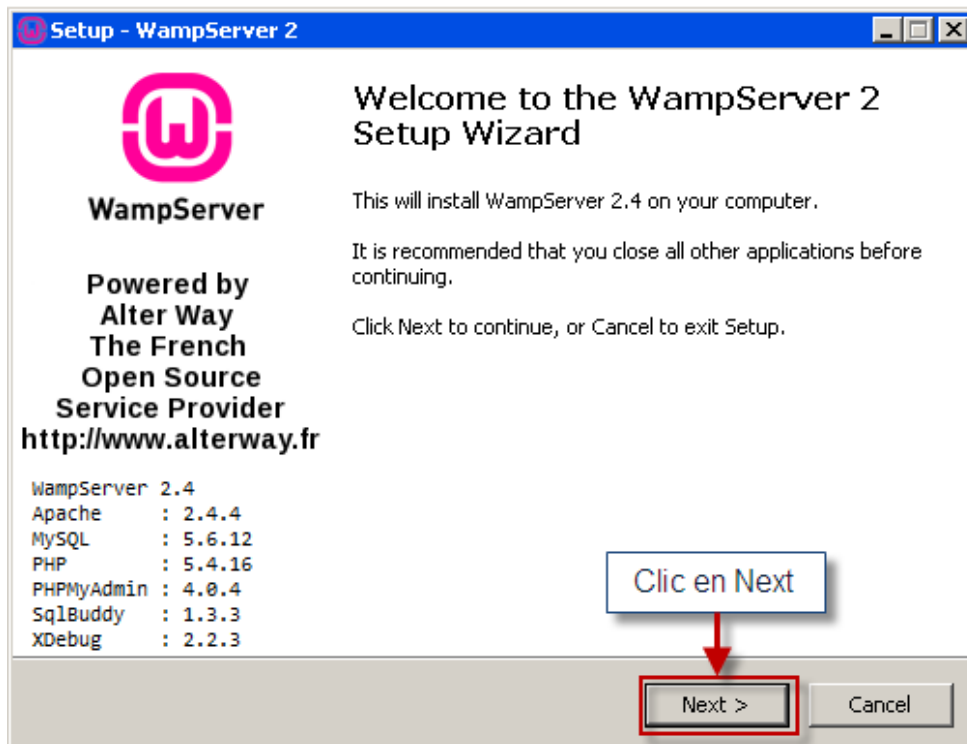 Setup - WampServer 2
WampServer
Powered by
Alter Way
The French
Open Source
Service Provider
http://www.alterway.fr
WampServer 2.4
Apache : 2.4.4
MySQL : 5.6.12
PHP : 5.4.16
PHPMyAdmin : 4.0.4
SqlBuddy : 1.3.3
XDebug : 2.2.3
Welcome to the WampServer 2
Setup Wizard
This will install WampServer 2.4 on your computer.
It is recommended that you close all other applications before
continuing.
Click Next to continue, or Cancel to exit Setup.
Clic en Next
Next >
Cancel